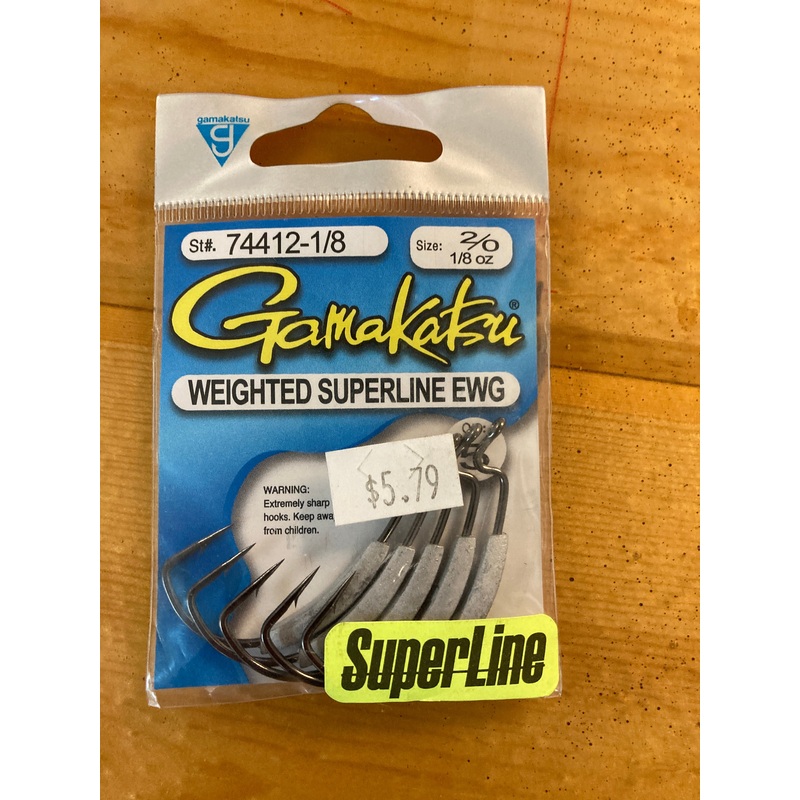 gamakatsu
g
St#. 74412-1/8
Size: 2/0
1/8 oz
Gamakatsu®
WEIGHTED SUPERLINE EWG
$5.79
WARNING:
Extremely sharp
hooks. Keep
from children.
SuperLine